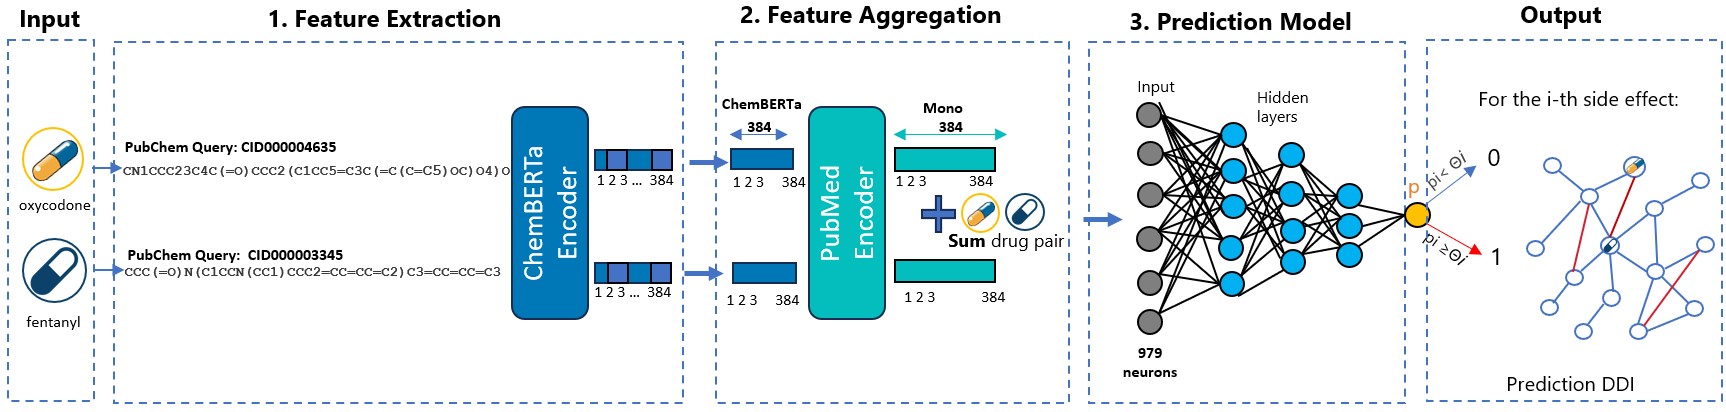 Input
1. Feature Extraction
2. Feature Aggregation
3. Prediction Model
Output
oxycodone
fentanyl
PubChem Query: CID000004635
CN1CCC23C4C(=O)CCC2(C1CC5=C3C(=C(C=C5)OC)O4)O
PubChem Query: CID000003345
CCC(=O)N(C1CCN(CC1)CCC2=CC=CC=C2)C3=CC=CC=C3
ChemBERTa
Encoder
1 2 3 ... 384
1 2 3 ... 384
ChemBERTa
384
1 2 3 384
1 2 3 384
PubMed
Encoder
Mono
384
1 2 3 384
Sum drug pair
1 2 3 384
Input
Hidden
layers
979
neurons
p
pi< Θi
0
pi ≥Θi
1
For the i-th side effect:
Prediction DDI